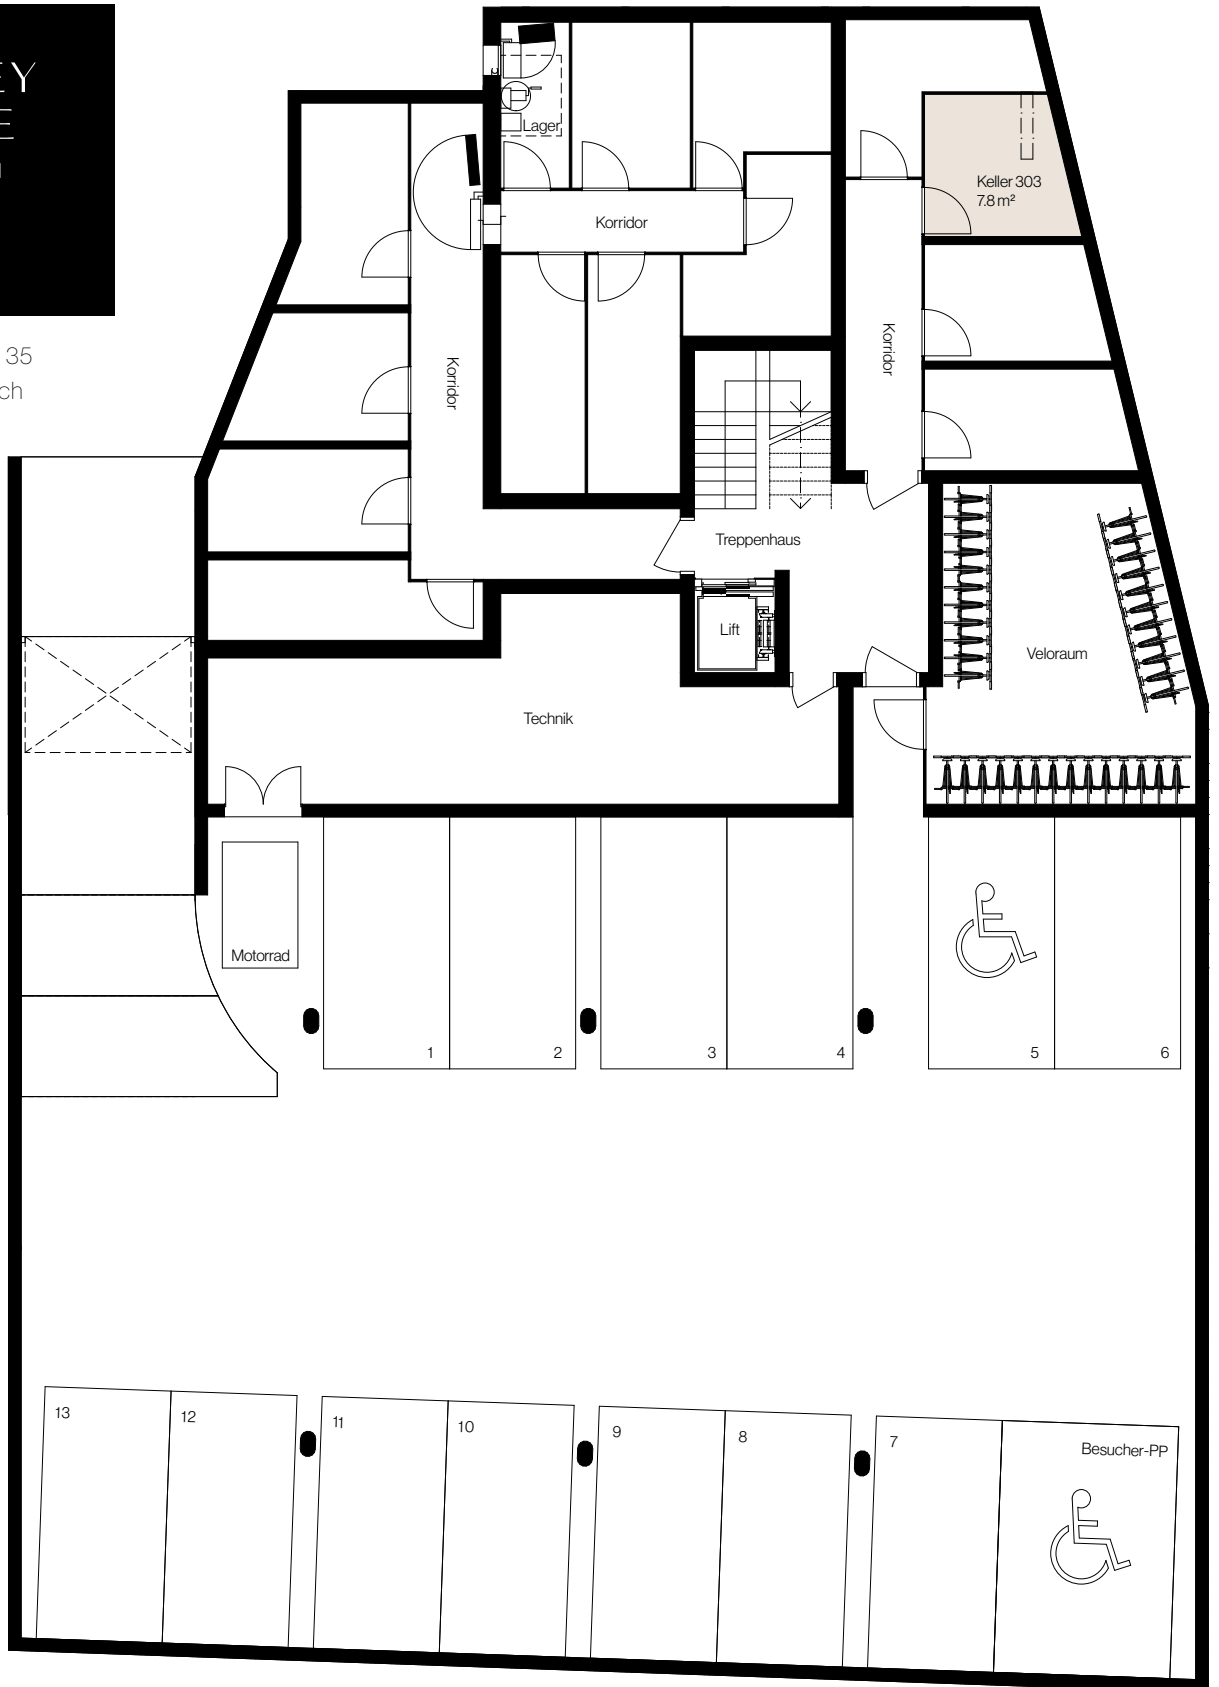 35
Lager
Korridor
Keller 303
7.8 m²
Korridor
Korridor
Treppenhaus
Lift
Veloraum
Technik
Motorrad
1
2
3
4
5
6
13
12
11
10
9
8
7
Besucher-PP